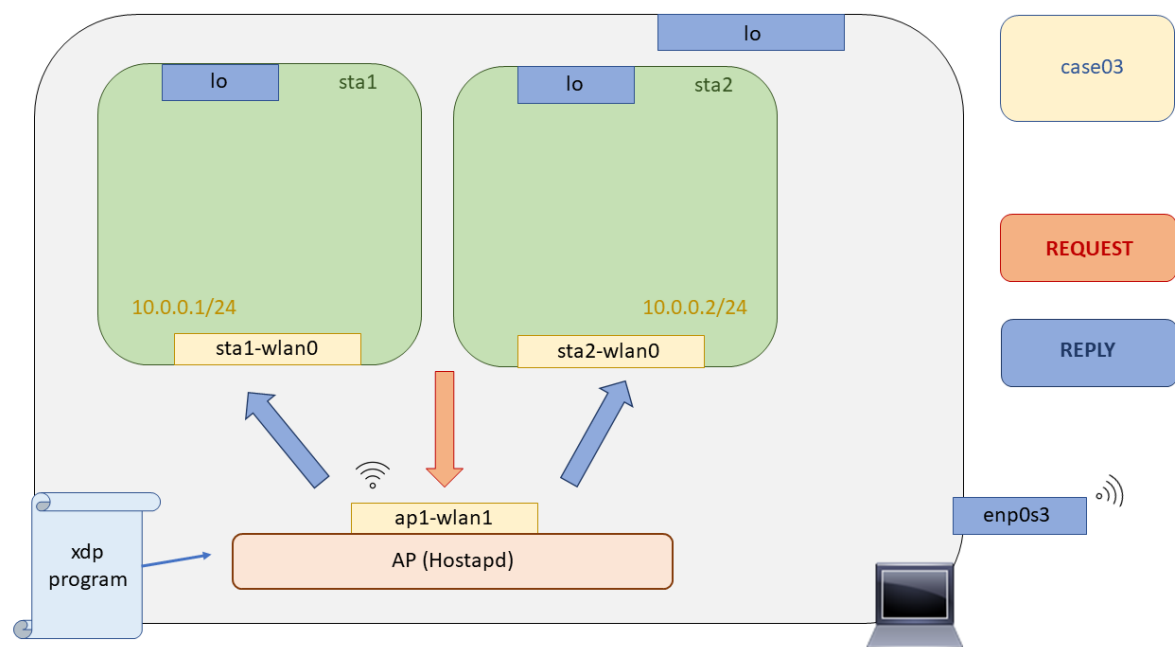 lo
case03
lo
sta1
lo
sta2
REQUEST
10.0.0.1/24
10.0.0.2/24
sta1-wlan0
sta2-wlan0
REPLY
ap1-wlan1
enp0s3
xdp
program
AP (Hostapd)